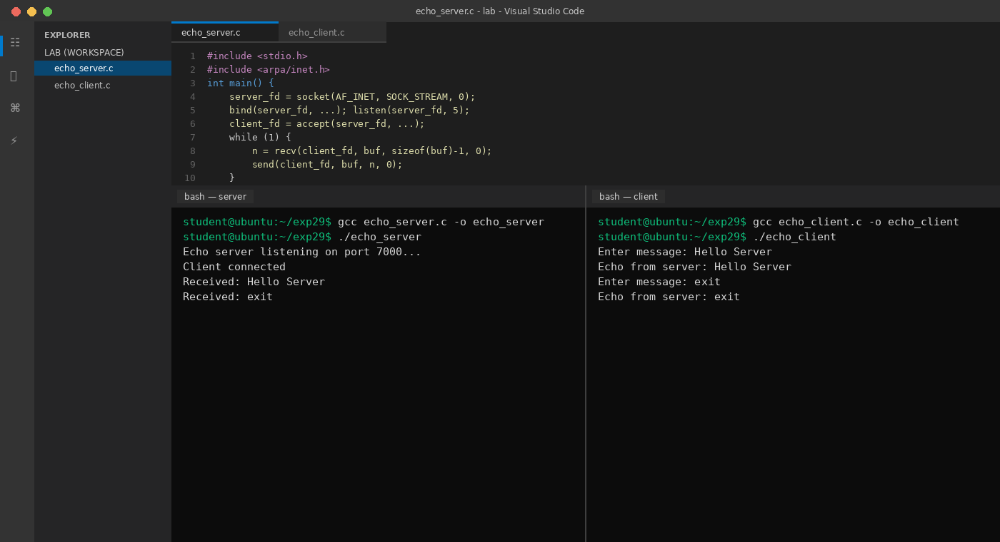 echo_server.c - lab - Visual Studio Code
EXPLORER
LAB (WORKSPACE)
echo_server.c
echo_client.c
echo_server.c
echo_client.c
1 #include <stdio.h>
2 #include <arpa/inet.h>
3 int main() {
4     server_fd = socket(AF_INET, SOCK_STREAM, 0);
5     bind(server_fd, ...); listen(server_fd, 5);
6     client_fd = accept(server_fd, ...);
7     while (1) {
8         n = recv(client_fd, buf, sizeof(buf)-1, 0);
9         send(client_fd, buf, n, 0);
10     }
bash — server
student@ubuntu:~/exp29$ gcc echo_server.c -o echo_server
student@ubuntu:~/exp29$ ./echo_server
Echo server listening on port 7000...
Client connected
Received: Hello Server
Received: exit
bash — client
student@ubuntu:~/exp29$ gcc echo_client.c -o echo_client
student@ubuntu:~/exp29$ ./echo_client
Enter message: Hello Server
Echo from server: Hello Server
Enter message: exit
Echo from server: exit